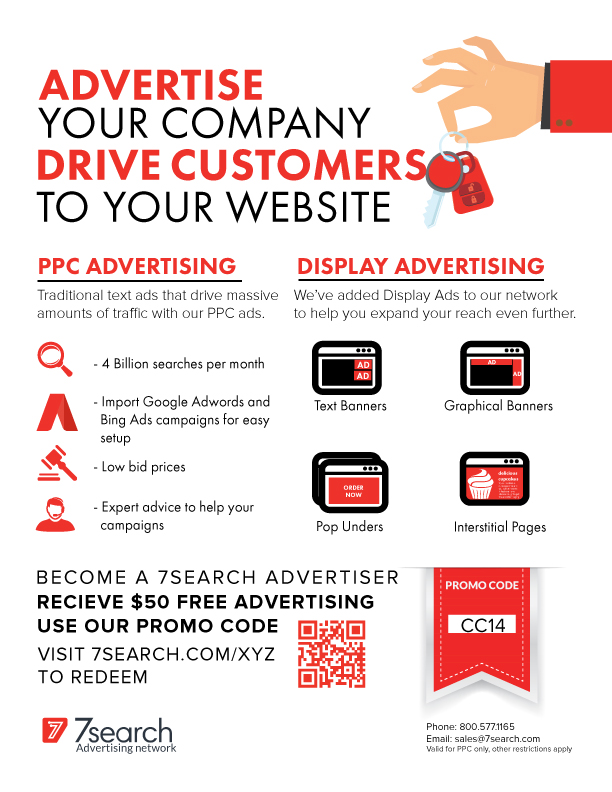 ADVERTISE
YOUR COMPANY
DRIVE CUSTOMERS
TO YOUR WEBSITE
PPC ADVERTISING
Traditional text ads that drive massive
amounts of traffic with our PPC ads.
- 4 Billion searches per month
- Import Google Adwords and
Bing Ads campaigns for easy
setup
- Low bid prices
- Expert advice to help your
campaigns
DISPLAY ADVERTISING
We've added Display Ads to our network
to help you expand your reach even further.
AD
AD
Text Banners
AD
AD
Graphical Banners
ORDER
NOW
Pop Unders
delicious
cupcakes
Interstitial Pages
BECOME A 7SEARCH ADVERTISER
RECIEVE $50 FREE ADVERTISING
USE OUR PROMO CODE
VISIT 7SEARCH.COM/XYZ
TO REDEEM
PROMO CODE
CC14
7
7search
Advertising network
Phone: 800.577.1165
Email: sales@7search.com
Valid for PPC only, other restrictions apply